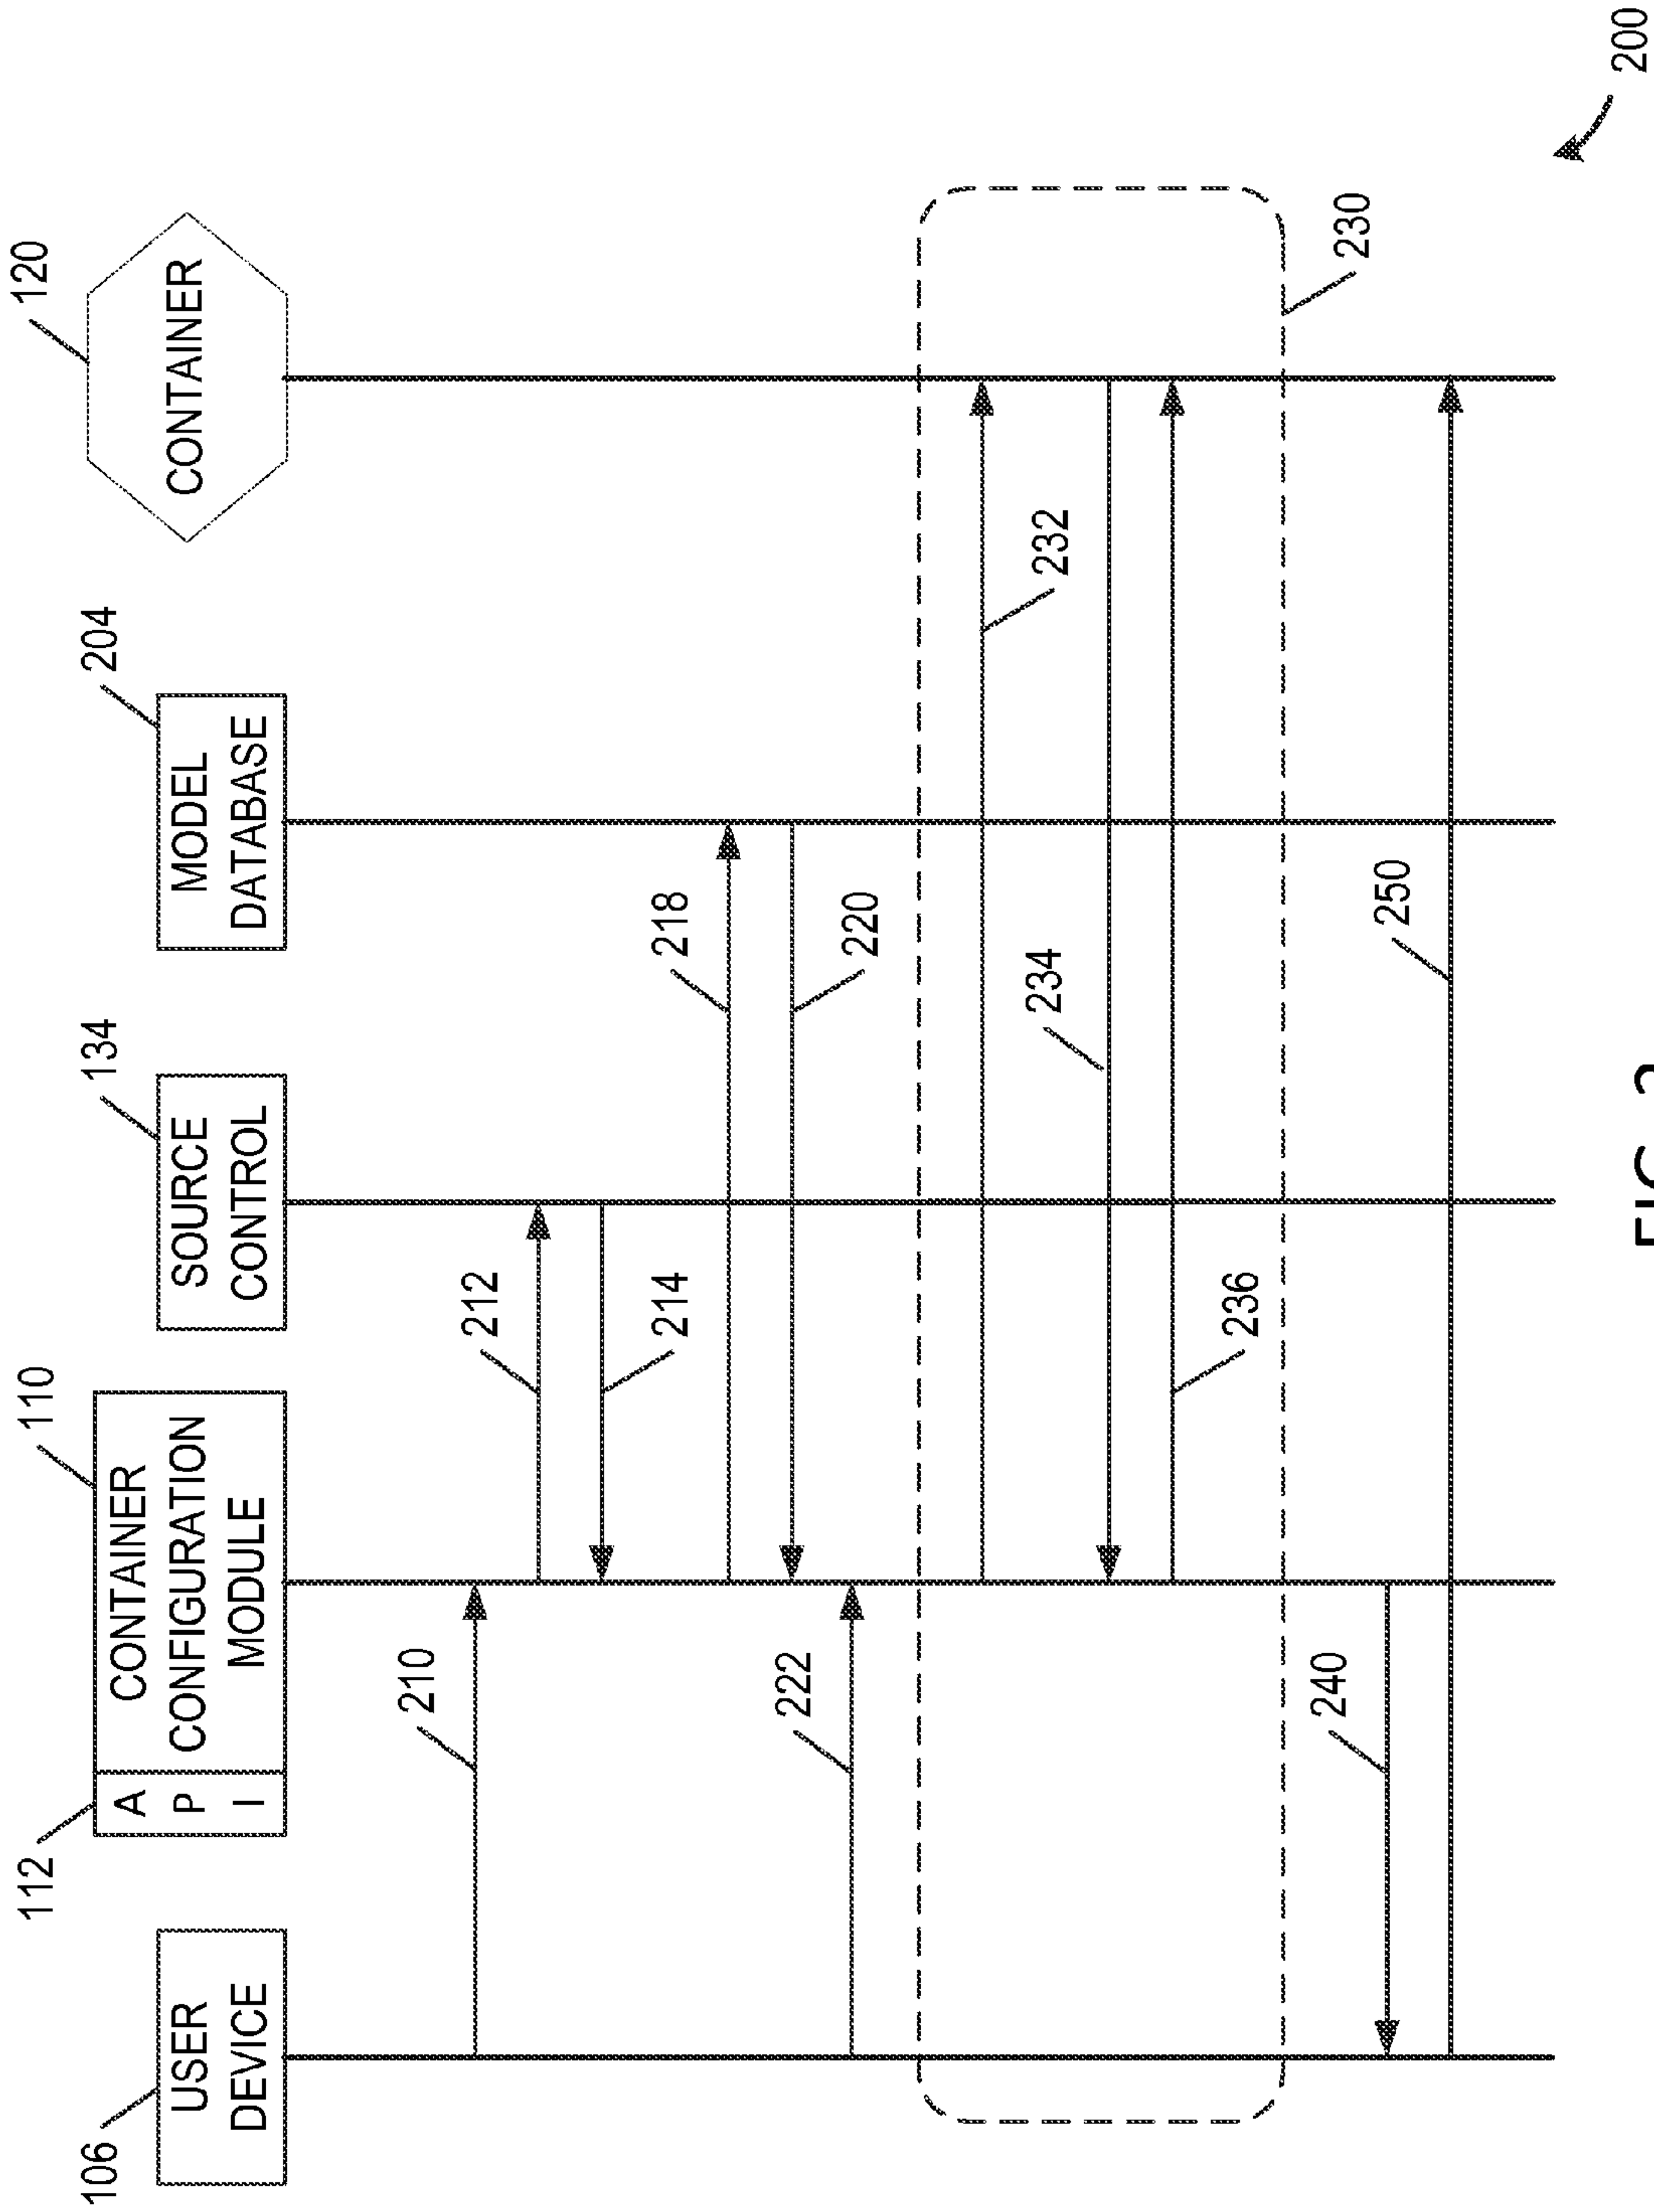 106
USER
DEVICE
112
A
P
I
110
CONTAINER
CONFIGURATION
MODULE
134
SOURCE
CONTROL
204
MODEL
DATABASE
120
CONTAINER
210
212
214
218
220
222
232
234
236
230
240
250
200